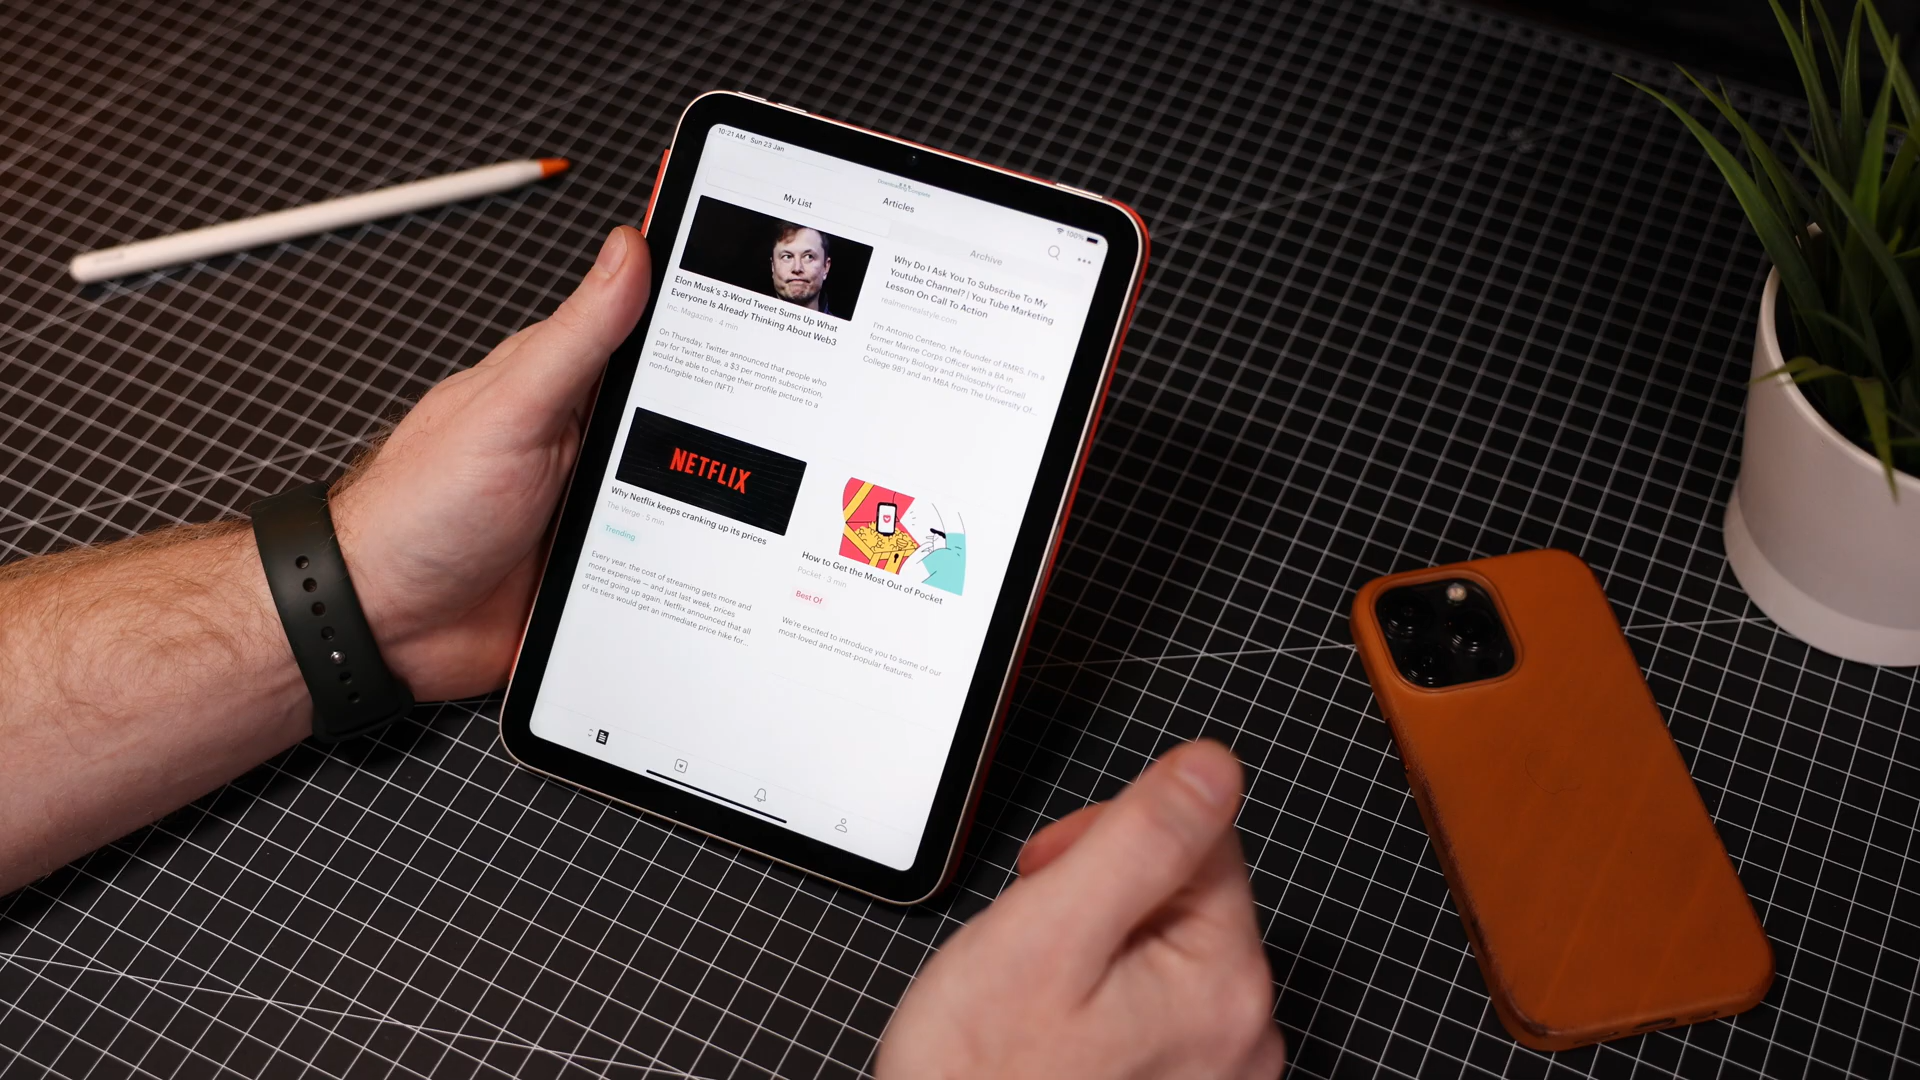 10:21 AM Sun 23 Jan
100%
Articles
My List
Archive
Elon Musk's 3-Word Tweet Sums Up What
Everyone Is Already Thinking About Web3
Inc. Magazine · 4 min
On Thursday, Twitter announced that people who
pay for Twitter Blue, a $3 per month subscription,
would be able to change their profile picture to a
non-fungible token (NFT).
Why Do I Ask You To Subscribe To My
Youtube Channel? | You Tube Marketing
Lesson On Call To Action
realmenrealstyle.com
I'm Antonio Centeno, the founder of RMRS. I'm a
former Marine Corps Officer with a BA in
Evolutionary Biology and Philosophy (Cornell
College 98') and an MBA from The University Of...
NETFLIX
Why Netflix keeps cranking up its prices
The Verge · 5 min
Trending
Every year, the cost of streaming gets more and
more expensive — and just last week, prices
started going up again. Netflix announced that all
of its tiers would get an immediate price hike for...
How to Get the Most Out of Pocket
Pocket · 3 min
Best Of
We're excited to introduce you to some of our
most-loved and most-popular features.